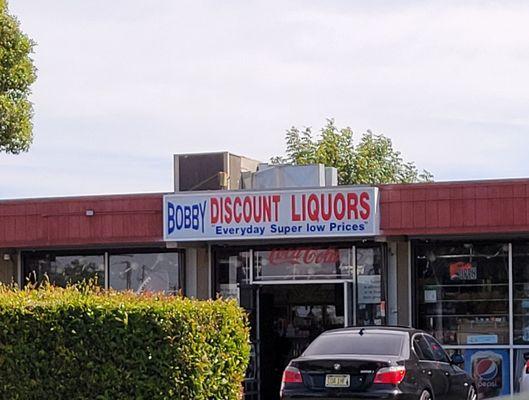 BOBBY DISCOUNT LIQUORS
"Everyday Super low Prices"
Coca-Cola
pepsi